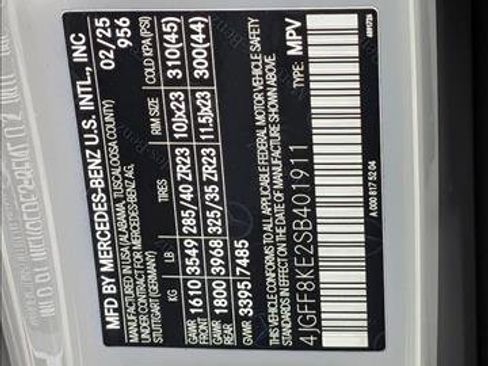 MFD BY MERCEDES-BENZ U.S. INTL., INC
MANUFACTURED IN USA (ALABAMA, TUSCALOOSA COUNTY) 02/25
UNDER CONTRACT FOR MERCEDES-BENZ AG, 956
STUTTGART (GERMANY)
KG LB TIRES RIM SIZE COLD KPA(PSI)
GAWR FRONT 1610 3549 285/40 ZR23 10Jx23 310(45)
GAWR REAR 1800 3968 325/35 ZR23 11.5Jx23 300(44)
GVWR 3395 7485
THIS VEHICLE CONFORMS TO ALL APPLICABLE FEDERAL MOTOR VEHICLE SAFETY
STANDARDS IN EFFECT ON THE DATE OF MANUFACTURE SHOWN ABOVE.
4JGFF8KE2SB401911 TYPE: MPV
A 000 817 52 04